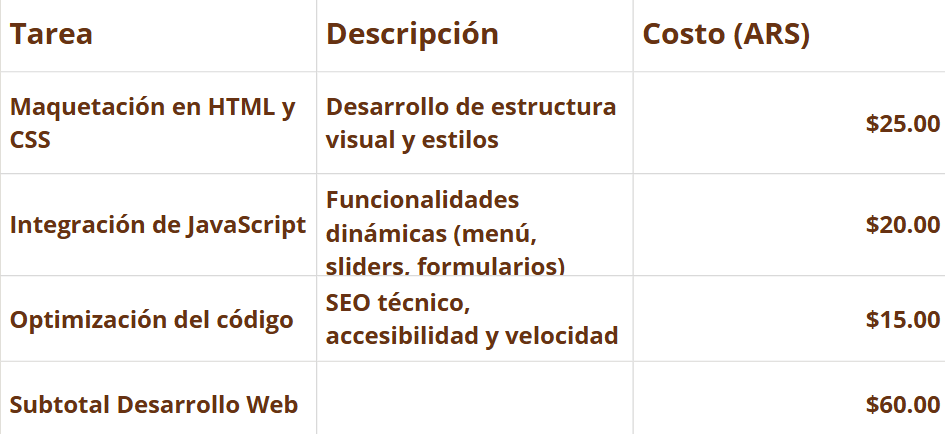 Tarea Descripción Costo (ARS)
Maquetación en HTML y
CSS
Desarrollo de estructura
visual y estilos
$25.00
Integración de JavaScript
Funcionalidades
dinámicas (menú,
sliders, formularios)
$20.00
Optimización del código
SEO técnico,
accesibilidad y velocidad
$15.00
Subtotal Desarrollo Web
$60.00